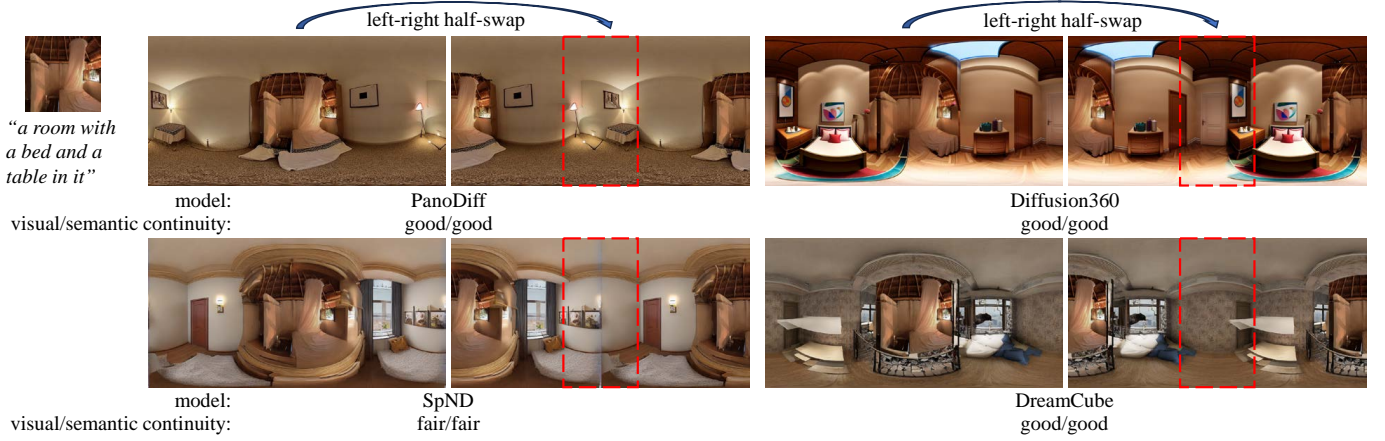 left-right half-swap
left-right half-swap
“a room with
a bed and a
table in it”
model: PanoDiff Diffusion360
visual/semantic continuity: good/good good/good
model: SpND DreamCube
visual/semantic continuity: fair/fair good/good